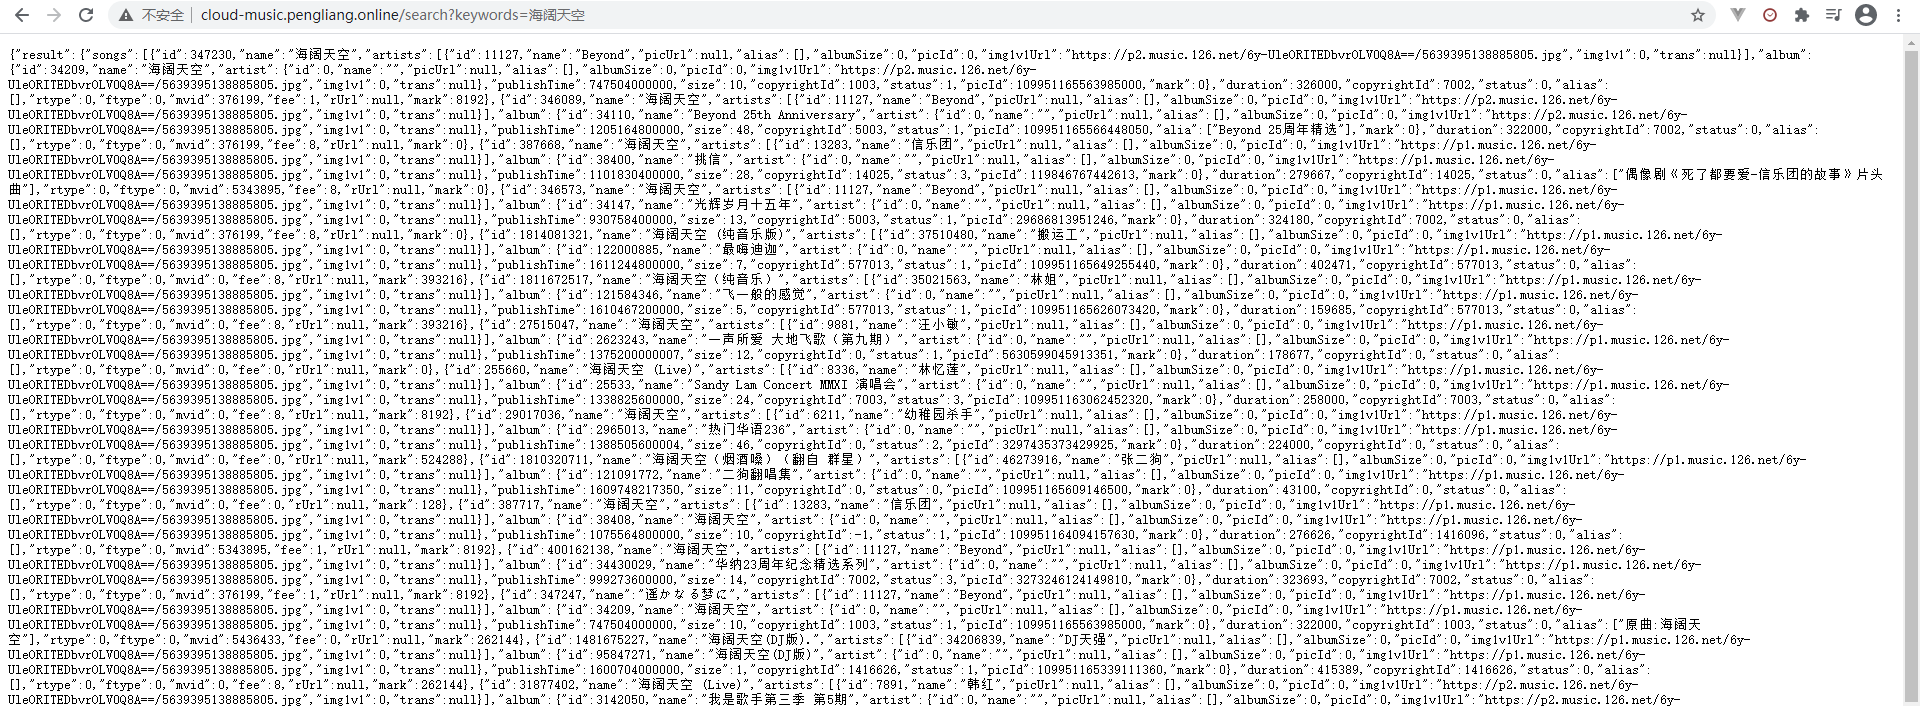 不安全 | cloud-music.pengliang.online/search?keywords=海阔天空
{"result":{"songs":[{"id":347230,"name":"海阔天空","artists":[{"id":11127,"name":"Beyond","picUrl":null,"alias":[],"albumSize":0,"picId":0,"img1v1Url":"https://p2.music.126.net/6y-UleORITEDbvrOLV0Q8A==/5639395138885805.jpg","img1v1":0,"trans":null}],"album":
{"id":34209,"name":"海阔天空","artist":{"id":0,"name":"","picUrl":null,"alias":[],"albumSize":0,"picId":0,"img1v1Url":"https://p2.music.126.net/6y-
UleORITEDbvrOLV0Q8A==/5639395138885805.jpg","img1v1":0,"trans":null},"publishTime":747504000000,"size":10,"copyrightId":1003,"status":1,"picId":109951165563985000,"mark":0},"duration":326000,"copyrightId":7002,"status":0,"alias":
[],"rtype":0,"ftype":0,"mvid":376199,"fee":1,"rUrl":null,"mark":8192},{"id":346089,"name":"海阔天空","artists":[{"id":11127,"name":"Beyond","picUrl":null,"alias":[],"albumSize":0,"picId":0,"img1v1Url":"https://p2.music.126.net/6y-
UleORITEDbvrOLV0Q8A==/5639395138885805.jpg","img1v1":0,"trans":null}],"album":{"id":34110,"name":"Beyond 25th Anniversary","artist":{"id":0,"name":"","picUrl":null,"alias":[],"albumSize":0,"picId":0,"img1v1Url":"https://p2.music.126.net/6y-
UleORITEDbvrOLV0Q8A==/5639395138885805.jpg","img1v1":0,"trans":null},"publishTime":1205164800000,"size":48,"copyrightId":5003,"status":1,"picId":109951165566448050,"alia":["Beyond 25周年精选"],"mark":0},"duration":322000,"copyrightId":7002,"status":0,"alias":
[],"rtype":0,"ftype":0,"mvid":376199,"fee":8,"rUrl":null,"mark":0},{"id":387668,"name":"海阔天空","artists":[{"id":13283,"name":"信乐团","picUrl":null,"alias":[],"albumSize":0,"picId":0,"img1v1Url":"https://p1.music.126.net/6y-
UleORITEDbvrOLV0Q8A==/5639395138885805.jpg","img1v1":0,"trans":null}],"album":{"id":38400,"name":"挑信","artist":{"id":0,"name":"","picUrl":null,"alias":[],"albumSize":0,"picId":0,"img1v1Url":"https://p1.music.126.net/6y-
UleORITEDbvrOLV0Q8A==/5639395138885805.jpg","img1v1":0,"trans":null},"publishTime":1101830400000,"size":28,"copyrightId":14025,"status":3,"picId":119846767442613,"mark":0},"duration":279667,"copyrightId":14025,"status":0,"alias":["偶像剧《死了都要爱-信乐团的故事》片头
曲"],"rtype":0,"ftype":0,"mvid":5343895,"fee":8,"rUrl":null,"mark":0},{"id":346573,"name":"海阔天空","artists":[{"id":11127,"name":"Beyond","picUrl":null,"alias":[],"albumSize":0,"picId":0,"img1v1Url":"https://p1.music.126.net/6y-
UleORITEDbvrOLV0Q8A==/5639395138885805.jpg","img1v1":0,"trans":null}],"album":{"id":34147,"name":"光辉岁月十五年","artist":{"id":0,"name":"","picUrl":null,"alias":[],"albumSize":0,"picId":0,"img1v1Url":"https://p1.music.126.net/6y-
UleORITEDbvrOLV0Q8A==/5639395138885805.jpg","img1v1":0,"trans":null},"publishTime":930758400000,"size":13,"copyrightId":5003,"status":1,"picId":29686813951246,"mark":0},"duration":324180,"copyrightId":7002,"status":0,"alias":
[],"rtype":0,"ftype":0,"mvid":376199,"fee":8,"rUrl":null,"mark":0},{"id":1814081321,"name":"海阔天空 (纯音乐版)","artists":[{"id":37510480,"name":"搬运工","picUrl":null,"alias":[],"albumSize":0,"picId":0,"img1v1Url":"https://p1.music.126.net/6y-
UleORITEDbvrOLV0Q8A==/5639395138885805.jpg","img1v1":0,"trans":null}],"album":{"id":122000885,"name":"最嗨迪迦","artist":{"id":0,"name":"","picUrl":null,"alias":[],"albumSize":0,"picId":0,"img1v1Url":"https://p1.music.126.net/6y-
UleORITEDbvrOLV0Q8A==/5639395138885805.jpg","img1v1":0,"trans":null},"publishTime":1611244800000,"size":7,"copyrightId":577013,"status":1,"picId":109951165649255440,"mark":0},"duration":402471,"copyrightId":577013,"status":0,"alias":
[],"rtype":0,"ftype":0,"mvid":0,"fee":8,"rUrl":null,"mark":393216},{"id":1811672517,"name":"海阔天空（纯音乐）","artists":[{"id":35021563,"name":"林妞","picUrl":null,"alias":[],"albumSize":0,"picId":0,"img1v1Url":"https://p1.music.126.net/6y-
UleORITEDbvrOLV0Q8A==/5639395138885805.jpg","img1v1":0,"trans":null}],"album":{"id":121584346,"name":"飞一般的感觉","artist":{"id":0,"name":"","picUrl":null,"alias":[],"albumSize":0,"picId":0,"img1v1Url":"https://p1.music.126.net/6y-
UleORITEDbvrOLV0Q8A==/5639395138885805.jpg","img1v1":0,"trans":null},"publishTime":1610467200000,"size":5,"copyrightId":577013,"status":1,"picId":109951165626073420,"mark":0},"duration":159685,"copyrightId":577013,"status":0,"alias":
[],"rtype":0,"ftype":0,"mvid":0,"fee":8,"rUrl":null,"mark":393216},{"id":27515047,"name":"海阔天空","artists":[{"id":9881,"name":"汪小敏","picUrl":null,"alias":[],"albumSize":0,"picId":0,"img1v1Url":"https://p1.music.126.net/6y-
UleORITEDbvrOLV0Q8A==/5639395138885805.jpg","img1v1":0,"trans":null}],"album":{"id":2623243,"name":"一声所爱 大地飞歌（第九期）","artist":{"id":0,"name":"","picUrl":null,"alias":[],"albumSize":0,"picId":0,"img1v1Url":"https://p1.music.126.net/6y-
UleORITEDbvrOLV0Q8A==/5639395138885805.jpg","img1v1":0,"trans":null},"publishTime":1375200000007,"size":12,"copyrightId":0,"status":1,"picId":5630599045913351,"mark":0},"duration":178677,"copyrightId":0,"status":0,"alias":
[],"rtype":0,"ftype":0,"mvid":0,"fee":0,"rUrl":null,"mark":0},{"id":255660,"name":"海阔天空 (Live)","artists":[{"id":8336,"name":"林忆莲","picUrl":null,"alias":[],"albumSize":0,"picId":0,"img1v1Url":"https://p1.music.126.net/6y-
UleORITEDbvrOLV0Q8A==/5639395138885805.jpg","img1v1":0,"trans":null}],"album":{"id":25533,"name":"Sandy Lam Concert MMXI 演唱会","artist":{"id":0,"name":"","picUrl":null,"alias":[],"albumSize":0,"picId":0,"img1v1Url":"https://p1.music.126.net/6y-
UleORITEDbvrOLV0Q8A==/5639395138885805.jpg","img1v1":0,"trans":null},"publishTime":1338825600000,"size":24,"copyrightId":7003,"status":3,"picId":109951163062452320,"mark":0},"duration":258000,"copyrightId":7003,"status":0,"alias":
[],"rtype":0,"ftype":0,"mvid":0,"fee":8,"rUrl":null,"mark":8192},{"id":29017036,"name":"海阔天空","artists":[{"id":6211,"name":"幼稚园杀手","picUrl":null,"alias":[],"albumSize":0,"picId":0,"img1v1Url":"https://p1.music.126.net/6y-
UleORITEDbvrOLV0Q8A==/5639395138885805.jpg","img1v1":0,"trans":null}],"album":{"id":2965013,"name":"热门华语236","artist":{"id":0,"name":"","picUrl":null,"alias":[],"albumSize":0,"picId":0,"img1v1Url":"https://p1.music.126.net/6y-
UleORITEDbvrOLV0Q8A==/5639395138885805.jpg","img1v1":0,"trans":null},"publishTime":1388505600004,"size":46,"copyrightId":0,"status":2,"picId":3297435373429925,"mark":0},"duration":224000,"copyrightId":0,"status":0,"alias":
[],"rtype":0,"ftype":0,"mvid":0,"fee":0,"rUrl":null,"mark":524288},{"id":1810320711,"name":"海阔天空（烟酒嗓）（翻自 群星）","artists":[{"id":46273916,"name":"张二狗","picUrl":null,"alias":[],"albumSize":0,"picId":0,"img1v1Url":"https://p1.music.126.net/6y-
UleORITEDbvrOLV0Q8A==/5639395138885805.jpg","img1v1":0,"trans":null}],"album":{"id":121091772,"name":"二狗翻唱集","artist":{"id":0,"name":"","picUrl":null,"alias":[],"albumSize":0,"picId":0,"img1v1Url":"https://p1.music.126.net/6y-
UleORITEDbvrOLV0Q8A==/5639395138885805.jpg","img1v1":0,"trans":null},"publishTime":1609748217350,"size":11,"copyrightId":0,"status":0,"picId":109951165609146500,"mark":0},"duration":43100,"copyrightId":0,"status":0,"alias":
[],"rtype":0,"ftype":0,"mvid":0,"fee":0,"rUrl":null,"mark":128},{"id":387717,"name":"海阔天空","artists":[{"id":13283,"name":"信乐团","picUrl":null,"alias":[],"albumSize":0,"picId":0,"img1v1Url":"https://p1.music.126.net/6y-
UleORITEDbvrOLV0Q8A==/5639395138885805.jpg","img1v1":0,"trans":null}],"album":{"id":38408,"name":"海阔天空","artist":{"id":0,"name":"","picUrl":null,"alias":[],"albumSize":0,"picId":0,"img1v1Url":"https://p1.music.126.net/6y-
UleORITEDbvrOLV0Q8A==/5639395138885805.jpg","img1v1":0,"trans":null},"publishTime":1075564800000,"size":10,"copyrightId":-1,"status":1,"picId":109951164094157630,"mark":0},"duration":276626,"copyrightId":1416096,"status":0,"alias":
[],"rtype":0,"ftype":0,"mvid":5343895,"fee":1,"rUrl":null,"mark":8192},{"id":400162138,"name":"海阔天空","artists":[{"id":11127,"name":"Beyond","picUrl":null,"alias":[],"albumSize":0,"picId":0,"img1v1Url":"https://p1.music.126.net/6y-
UleORITEDbvrOLV0Q8A==/5639395138885805.jpg","img1v1":0,"trans":null}],"album":{"id":34430029,"name":"华纳23周年纪念精选系列","artist":{"id":0,"name":"","picUrl":null,"alias":[],"albumSize":0,"picId":0,"img1v1Url":"https://p1.music.126.net/6y-
UleORITEDbvrOLV0Q8A==/5639395138885805.jpg","img1v1":0,"trans":null},"publishTime":999273600000,"size":14,"copyrightId":7002,"status":3,"picId":3273246124149810,"mark":0},"duration":323693,"copyrightId":7002,"status":0,"alias":
[],"rtype":0,"ftype":0,"mvid":376199,"fee":1,"rUrl":null,"mark":8192},{"id":347247,"name":"遥かなる梦に","artists":[{"id":11127,"name":"Beyond","picUrl":null,"alias":[],"albumSize":0,"picId":0,"img1v1Url":"https://p1.music.126.net/6y-
UleORITEDbvrOLV0Q8A==/5639395138885805.jpg","img1v1":0,"trans":null}],"album":{"id":34209,"name":"海阔天空","artist":{"id":0,"name":"","picUrl":null,"alias":[],"albumSize":0,"picId":0,"img1v1Url":"https://p1.music.126.net/6y-
UleORITEDbvrOLV0Q8A==/5639395138885805.jpg","img1v1":0,"trans":null},"publishTime":747504000000,"size":10,"copyrightId":1003,"status":1,"picId":109951165563985000,"mark":0},"duration":322000,"copyrightId":1003,"status":0,"alias":["原曲:海阔天
空"],"rtype":0,"ftype":0,"mvid":5436433,"fee":0,"rUrl":null,"mark":262144},{"id":1481675227,"name":"海阔天空(DJ版).","artists":[{"id":34206839,"name":"DJ天强","picUrl":null,"alias":[],"albumSize":0,"picId":0,"img1v1Url":"https://p1.music.126.net/6y-
UleORITEDbvrOLV0Q8A==/5639395138885805.jpg","img1v1":0,"trans":null}],"album":{"id":95847271,"name":"海阔天空(DJ版)","artist":{"id":0,"name":"","picUrl":null,"alias":[],"albumSize":0,"picId":0,"img1v1Url":"https://p1.music.126.net/6y-
UleORITEDbvrOLV0Q8A==/5639395138885805.jpg","img1v1":0,"trans":null},"publishTime":1600704000000,"size":1,"copyrightId":1416626,"status":1,"picId":109951165339111360,"mark":0},"duration":415389,"copyrightId":1416626,"status":0,"alias":
[],"rtype":0,"ftype":0,"mvid":0,"fee":8,"rUrl":null,"mark":262144},{"id":31877402,"name":"海阔天空 (Live)","artists":[{"id":7891,"name":"韩红","picUrl":null,"alias":[],"albumSize":0,"picId":0,"img1v1Url":"https://p2.music.126.net/6y-
UleORITEDbvrOLV0Q8A==/5639395138885805.jpg","img1v1":0,"trans":null}],"album":{"id":3142050,"name":"我是歌手第三季 第5期","artist":{"id":0,"name":"","picUrl":null,"alias":[],"albumSize":0,"picId":0,"img1v1Url":"https://p2.music.126.net/6y-